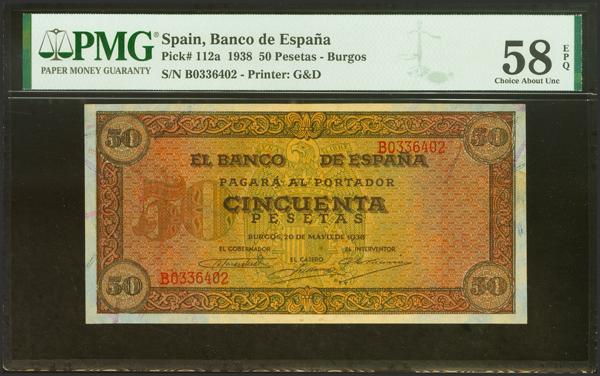 PMG
PAPER MONEY GUARANTY
Spain, Banco de España
Pick# 112a 1938 50 Pesetas - Burgos
S/N B0336402 - Printer: G&D
58
EPQ
Choice About Unc
50
50
B0336402
EL BANCO DE ESPAÑA
PAGARÁ AL PORTADOR
50
CINCUENTA
PESETAS
BURGOS, 20 DE MAYO DE 1938
EL GOBERNADOR
EL INTERVENTOR
EL CAJERO
B0336402
50
50